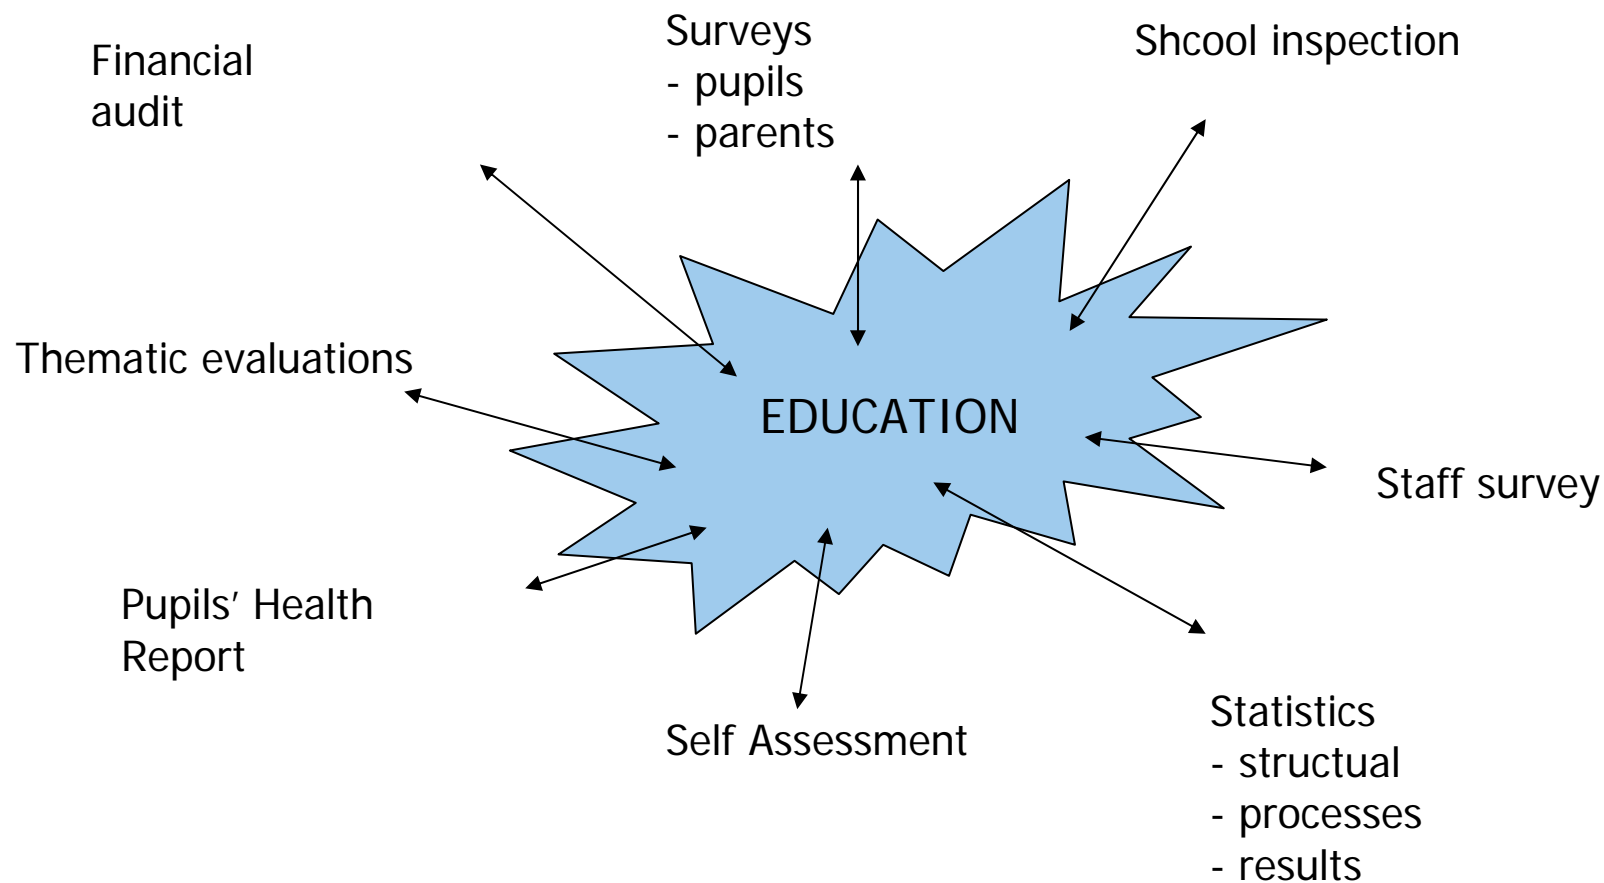 Financial
audit
Surveys
- pupils
- parents
Shcool inspection
Thematic evaluations
EDUCATION
Staff survey
Pupils’ Health
Report
Self Assessment
Statistics
- structual
- processes
- results